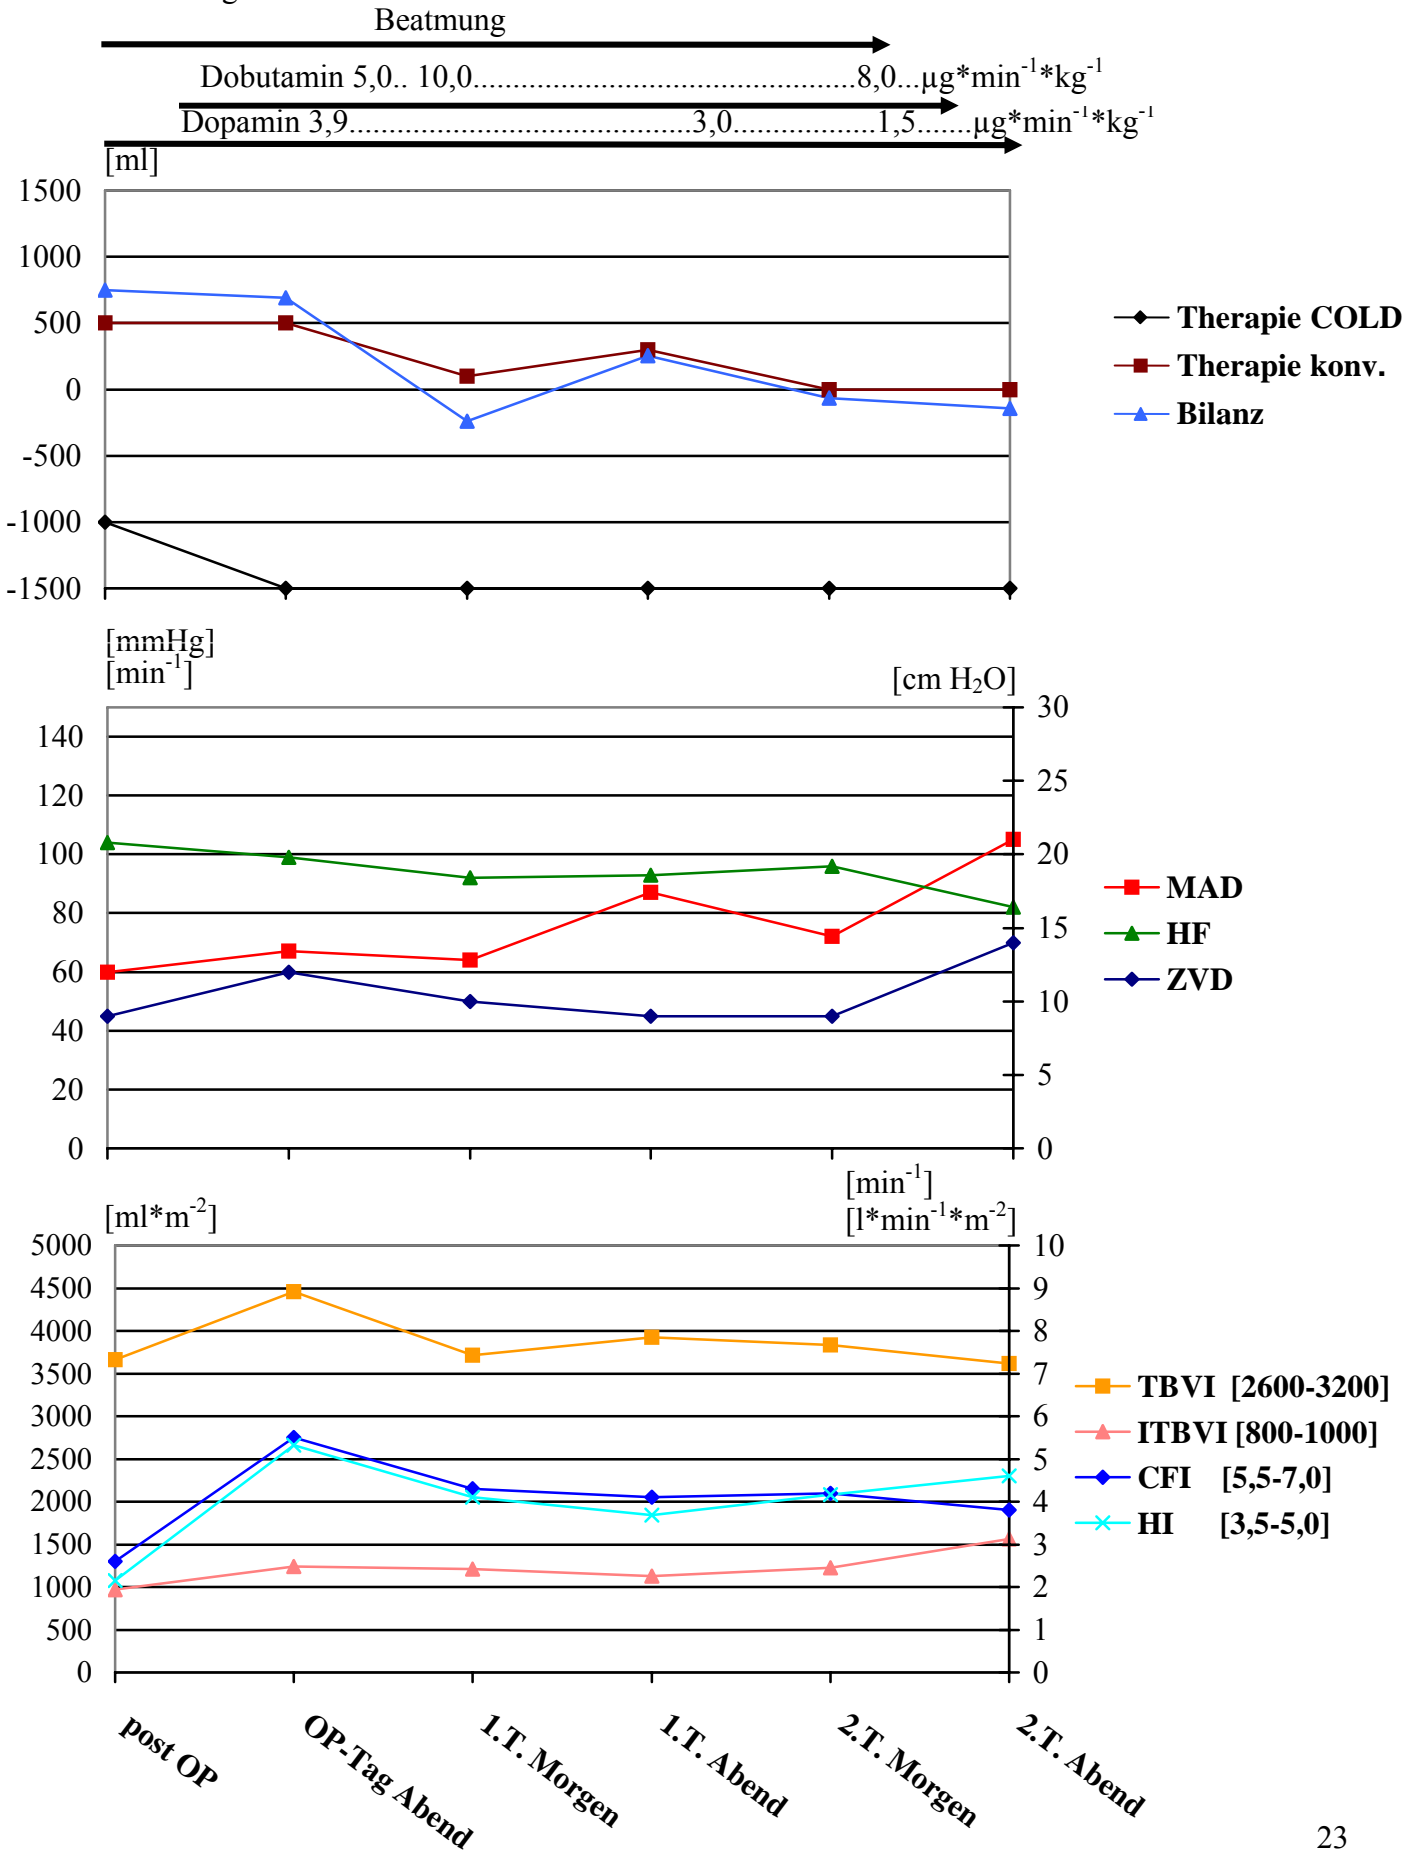 Beatmung
Dobutamin 5,0.. 10,0.....................................................8,0...µg*min⁻¹*kg⁻¹
Dopamin 3,9................................................3,0....................1,5.......µg*min⁻¹*kg⁻¹
[ml]
1500
1000
500
0
-500
-1000
-1500
Therapie COLD
Therapie konv.
Bilanz
[mmHg]
[min⁻¹]
[cm H₂O]
140
120
100
80
60
40
20
0
30
25
20
15
10
5
0
MAD
HF
ZVD
[min⁻¹]
[ml*m⁻²]
[l*min⁻¹*m⁻²]
5000
4500
4000
3500
3000
2500
2000
1500
1000
500
0
10
9
8
7
6
5
4
3
2
1
0
TBVI [2600-3200]
ITBVI [800-1000]
CFI [5,5-7,0]
HI [3,5-5,0]
post OP
OP-Tag Abend
1.T. Morgen
1.T. Abend
2.T. Morgen
2.T. Abend
23